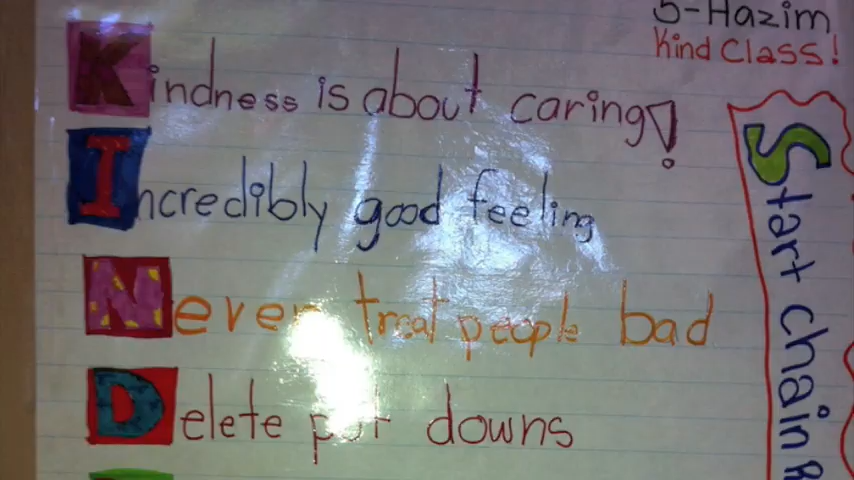 5-Hazim
Kind Class!
Kindness is about caring!
Incredibly good feeling
Never treat people bad
Delete put downs
Start chain